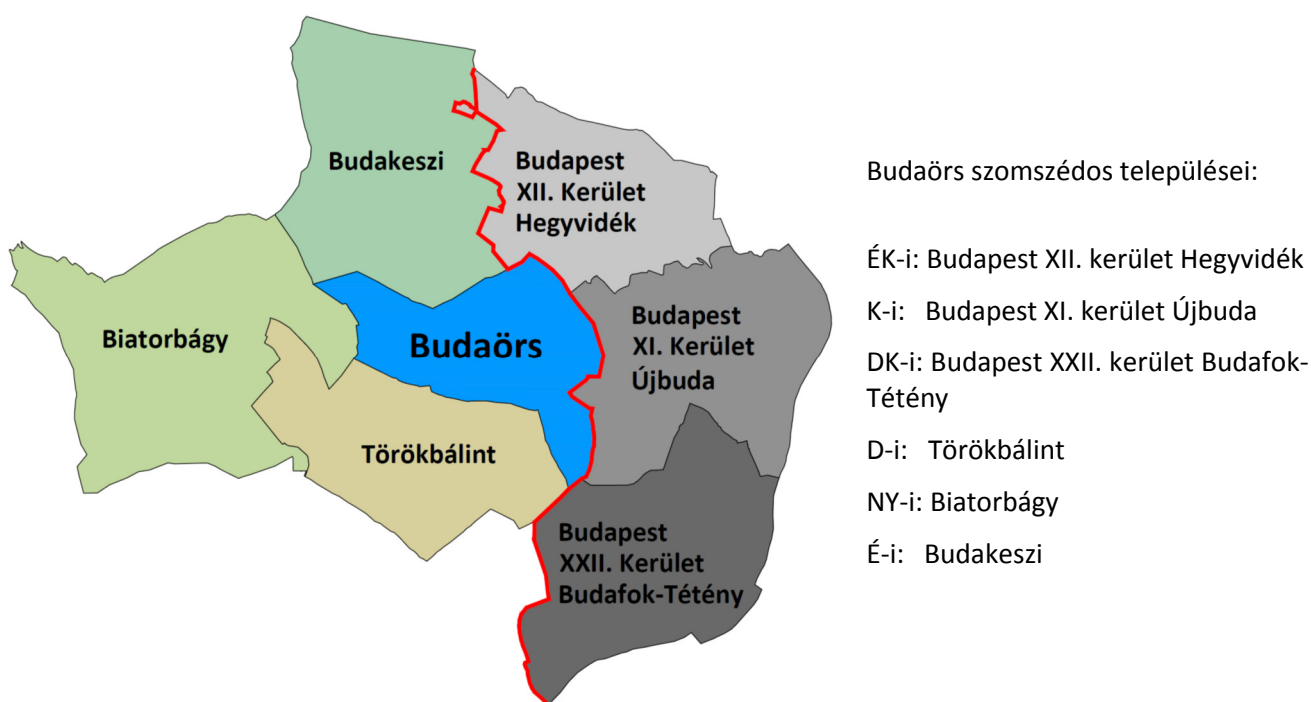 Budakeszi
Budapest
XII. Kerület
Hegyvidék
Biatorbágy
Budaörs
Budapest
XI. Kerület
Újbuda
Törökbálint
Budapest
XXII. Kerület
Budafok-Tétény
Budaörs szomszédos települései:
ÉK-i: Budapest XII. kerület Hegyvidék
K-i: Budapest XI. kerület Újbuda
DK-i: Budapest XXII. kerület Budafok-
Tétény
D-i: Törökbálint
NY-i: Biatorbágy
É-i: Budakeszi